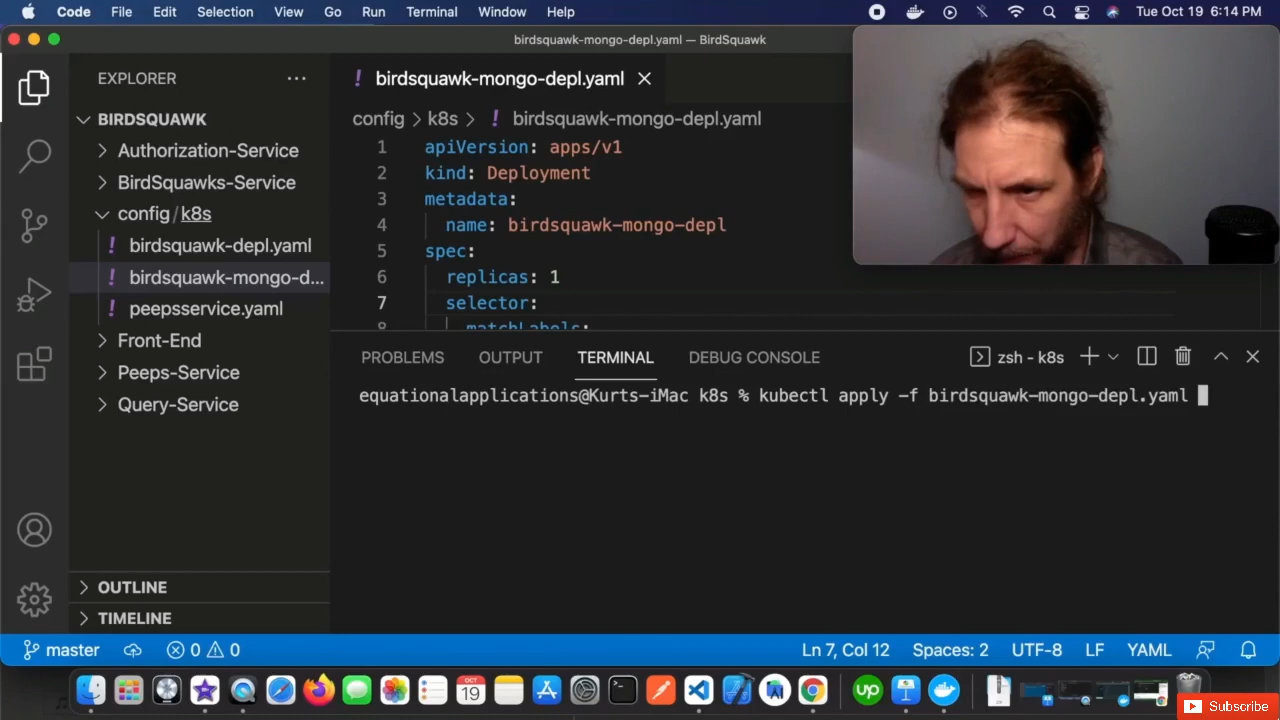 Code File Edit Selection View Go Run Terminal Window Help Tue Oct 19 6:14 PM
birdsquawk-mongo-depl.yaml — BirdSquawk
EXPLORER
birdsquawk-mongo-depl.yaml
BIRDSQUAWK
config > k8s > ! birdsquawk-mongo-depl.yaml
Authorization-Service
BirdSquawks-Service
config/k8s
! birdsquawk-depl.yaml
! birdsquawk-mongo-d...
! peepsservice.yaml
Front-End
Peeps-Service
Query-Service
OUTLINE
TIMELINE
1 apiVersion: apps/v1
2 kind: Deployment
3 metadata:
4 name: birdsquawk-mongo-depl
5 spec:
6 replicas: 1
7 selector:
8 matchLabels:
PROBLEMS OUTPUT TERMINAL DEBUG CONSOLE zsh - k8s
equationalapplications@Kurts-iMac k8s % kubectl apply -f birdsquawk-mongo-depl.yaml
master 0 0 Ln 7, Col 12 Spaces: 2 UTF-8 LF YAML
OCT
19
up
Subscribe